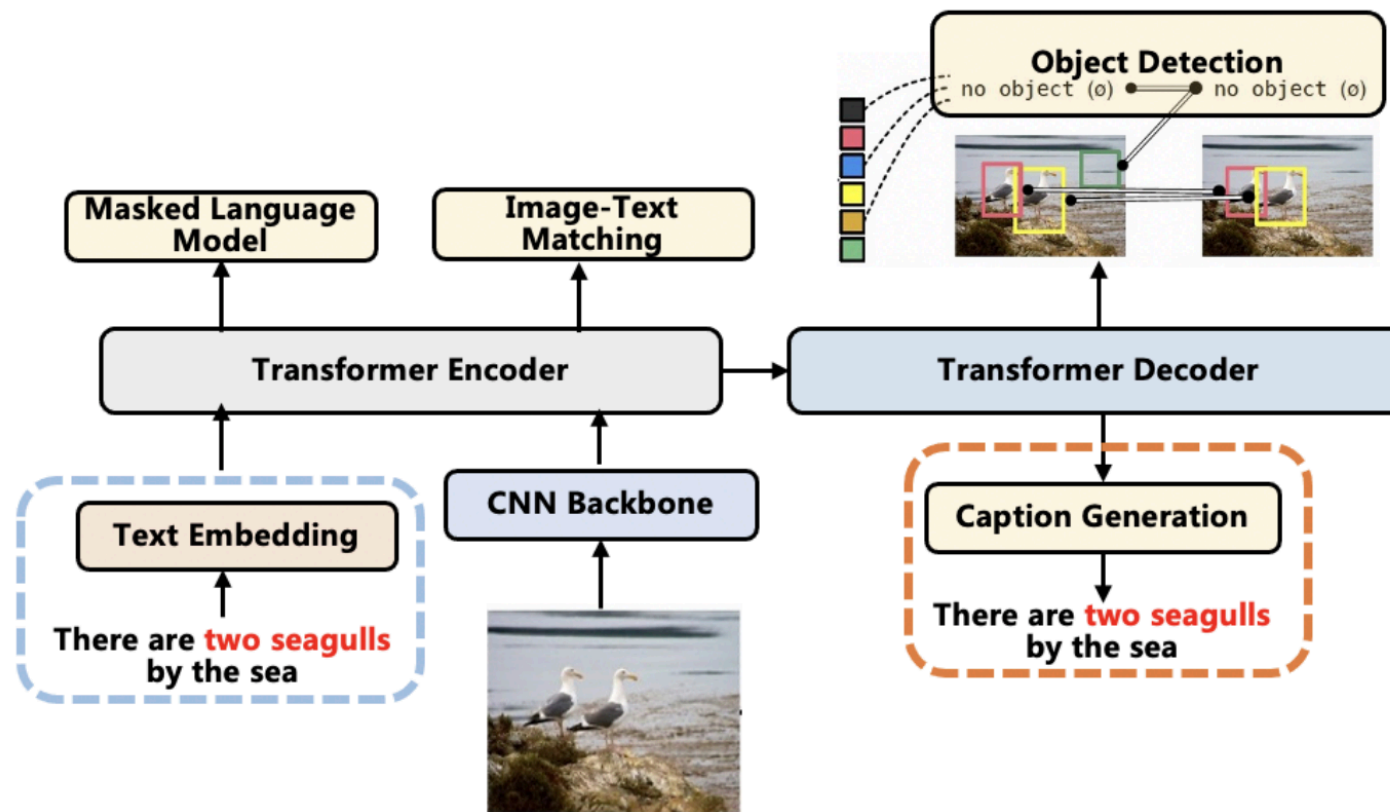 Object Detection
no object (ø) no object (ø)
Masked Language
Model
Image-Text
Matching
Transformer Encoder
Transformer Decoder
Text Embedding
CNN Backbone
Caption Generation
There are two seagulls
by the sea
There are two seagulls
by the sea